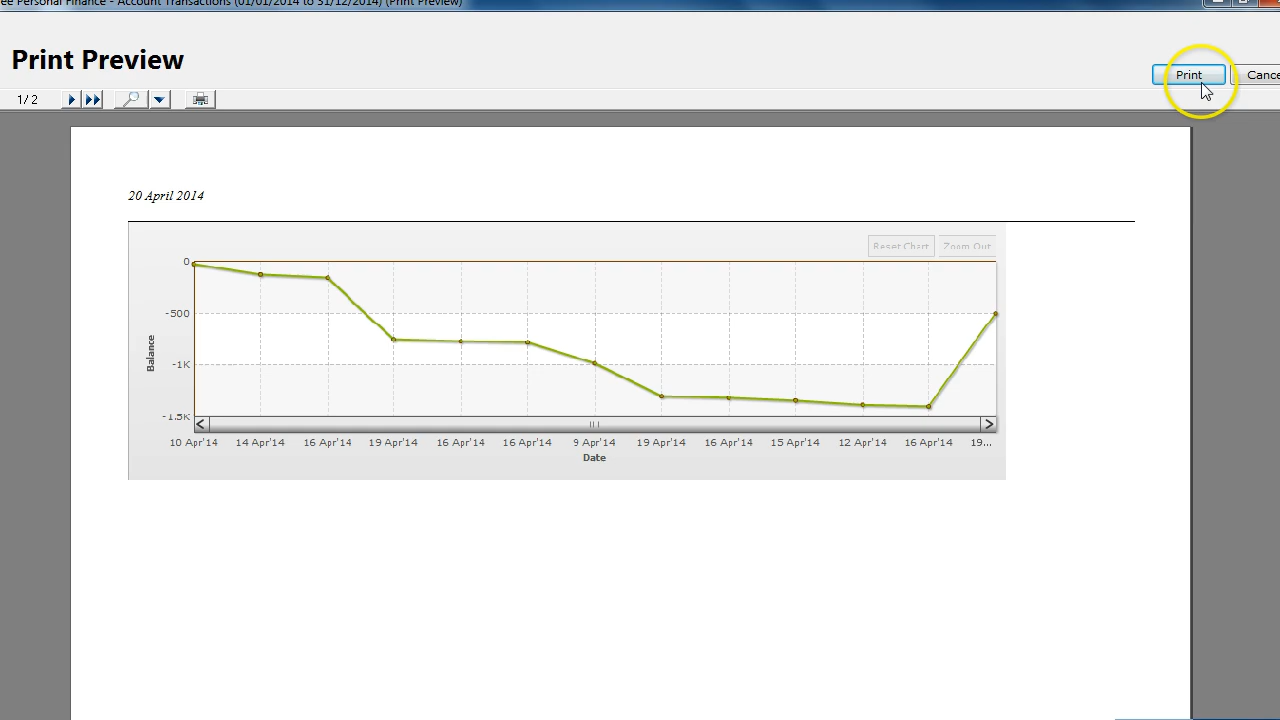 ee Personal Finance - Account Transactions (01/01/2014 to 31/12/2014) (Print Preview)
Print Preview
Print
Cance
1/2
20 April 2014
Reset Chart
Zoom Out
0
-500
-1K
-1.5K
Balance
10 Apr'14 14 Apr'14 16 Apr'14 19 Apr'14 16 Apr'14 16 Apr'14 9 Apr'14 19 Apr'14 16 Apr'14 15 Apr'14 12 Apr'14 16 Apr'14 19...
Date